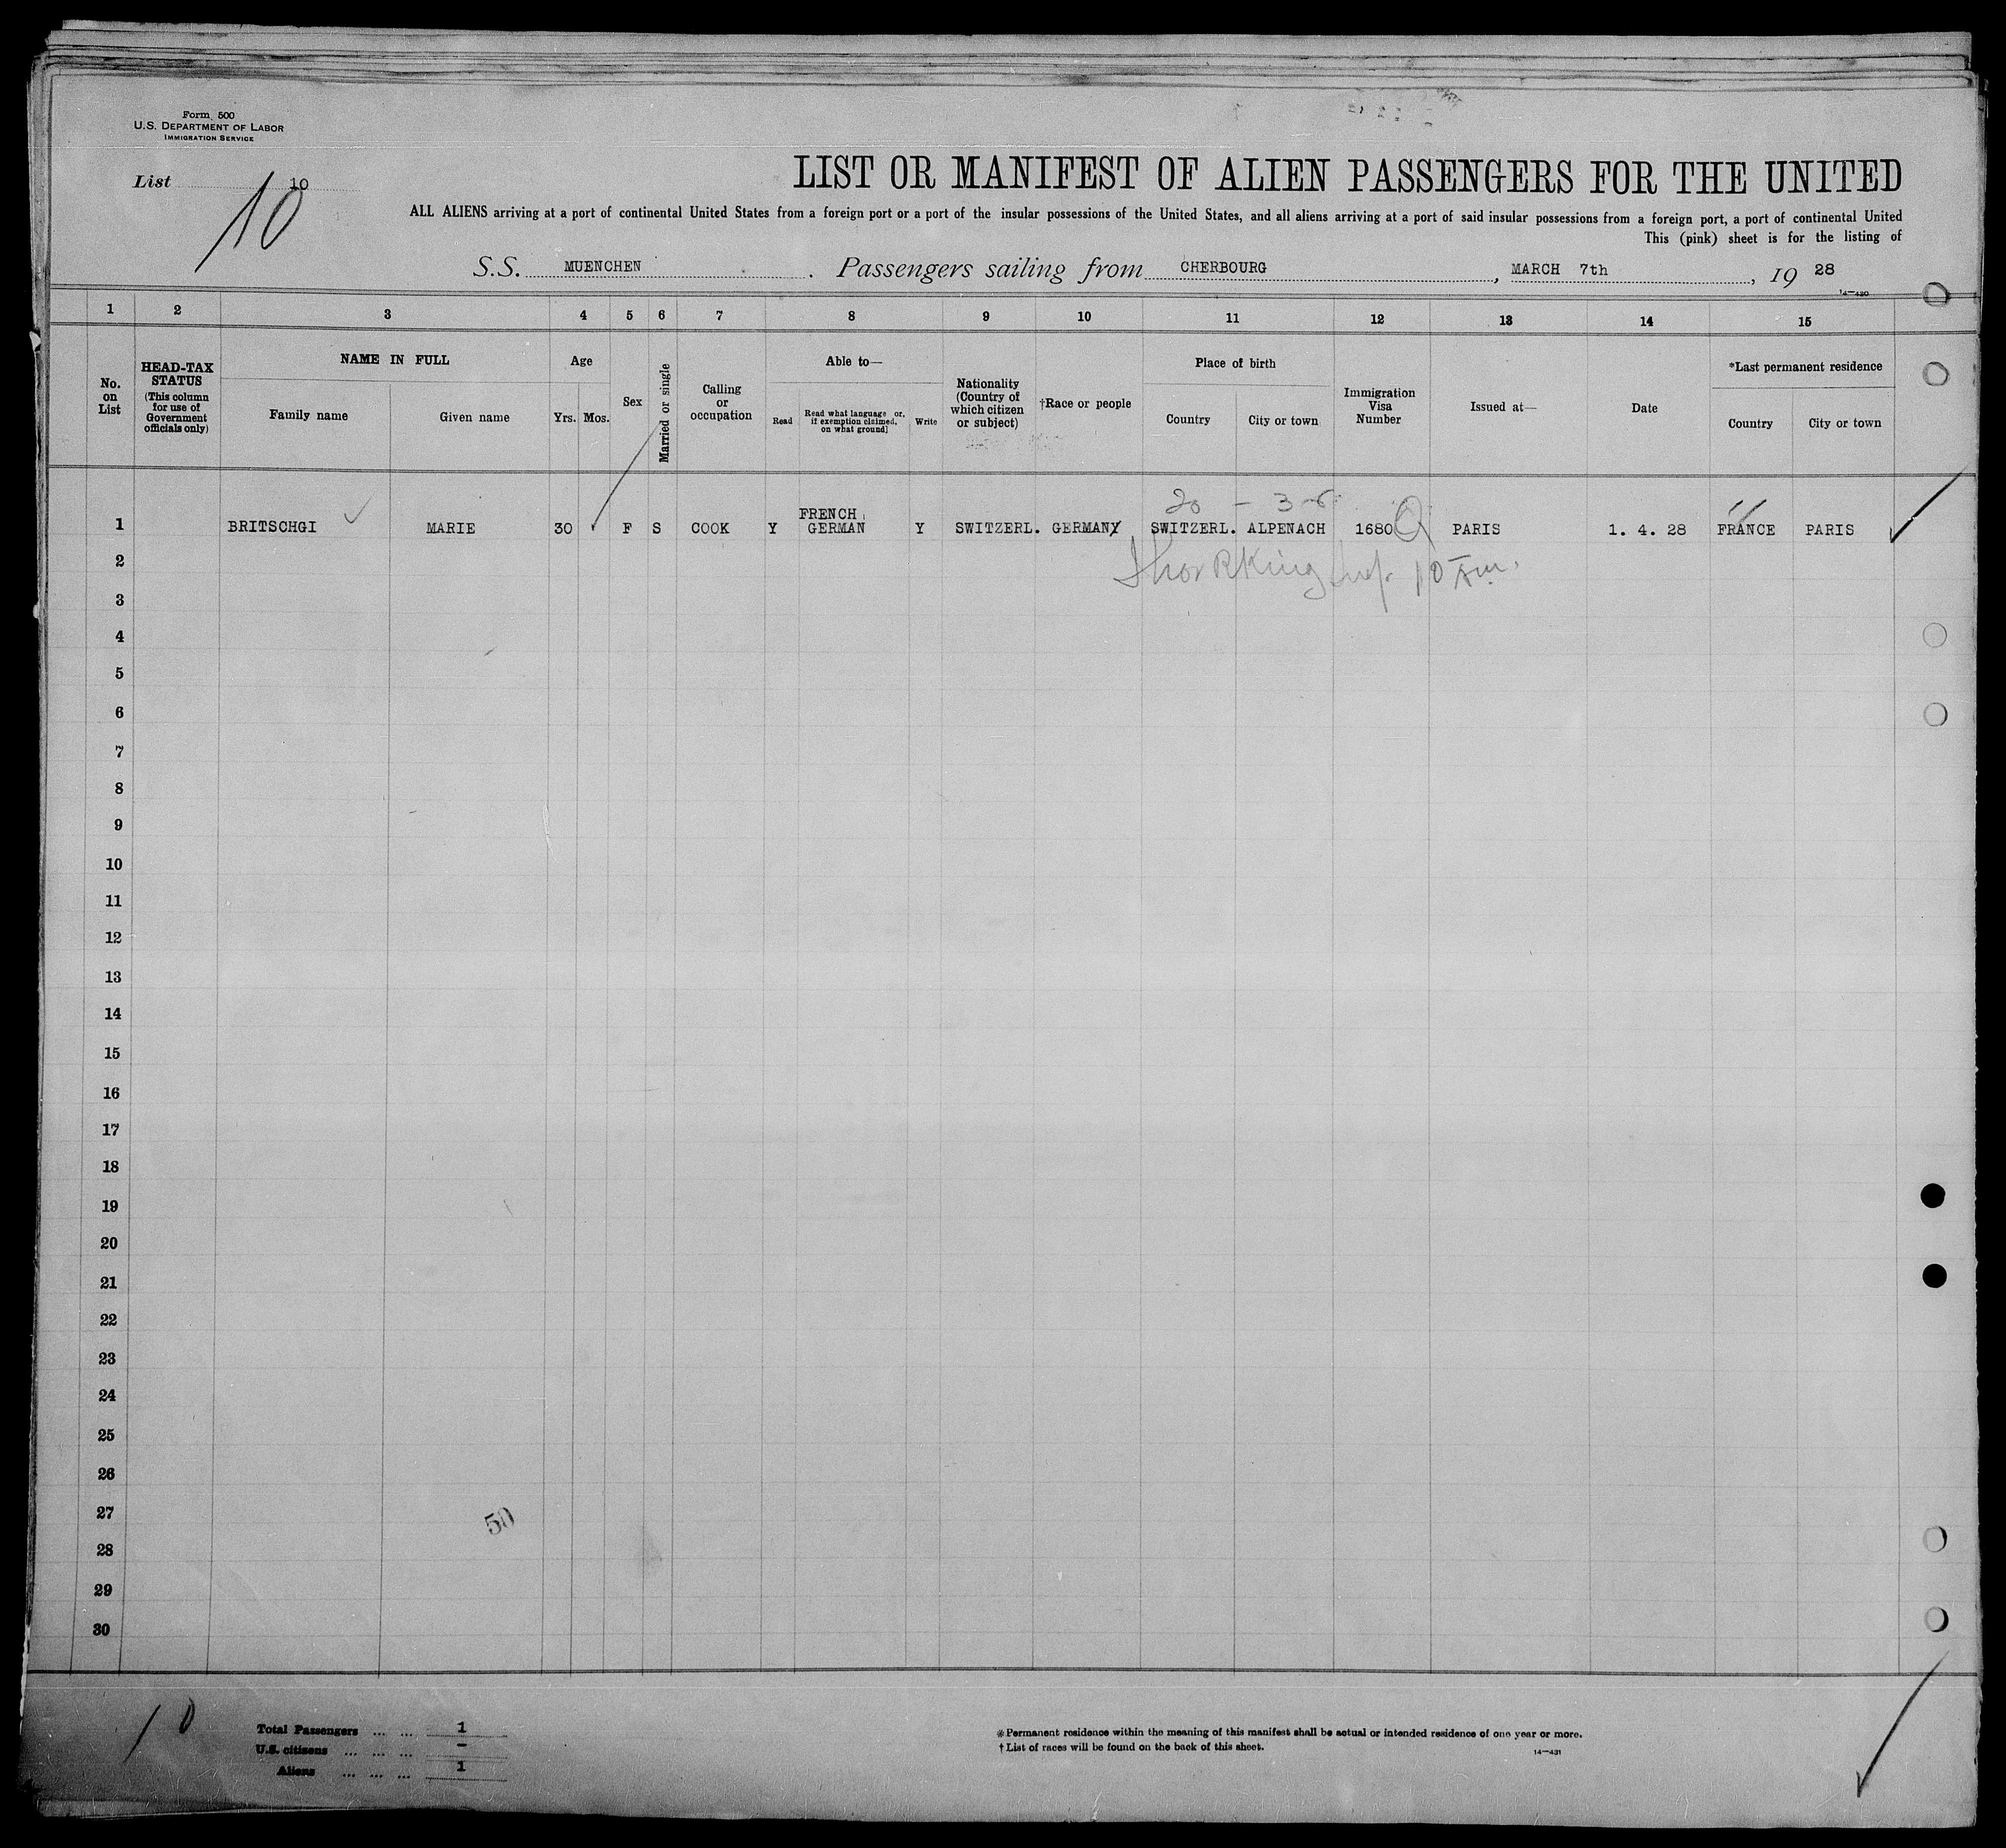 Form 500
U.S. DEPARTMENT OF LABOR
IMMIGRATION SERVICE
List 10
10
LIST OR MANIFEST OF ALIEN PASSENGERS FOR THE UNITED
ALL ALIENS arriving at a port of continental United States from a foreign port or a port of the insular possessions of the United States, and all aliens arriving at a port of said insular possessions from a foreign port, a port of continental United
This (pink) sheet is for the listing of
S.S. MUENCHEN. Passengers sailing from CHERBOURG, MARCH 7th, 19 28
14—430
1 2 3 4 5 6 7 8 9 10 11 12 13 14 15
No. on List
HEAD-TAX STATUS
(This column for use of Government officials only)
NAME IN FULL
Family name Given name
Age
Yrs. Mos.
Sex
Married or single
Calling or occupation
Able to—
Read
Read what language or, if exemption claimed, on what ground]
Write
Nationality (Country of which citizen or subject)
†Race or people
Place of birth
Country City or town
Immigration Visa Number
Issued at—
Date
*Last permanent residence
Country City or town
20 – 3-6
FRENCH,
1 BRITSCHGI MARIE 30 F S COOK Y GERMAN Y SWITZERL. GERMANY SWITZERL. ALPENACH 1680 PARIS 1. 4. 28 FRANCE PARIS
2
3
4
5
6
7
8
9
10
11
12
13
14
15
16
17
18
19
20
21
22
23
24
25
26
27
50
28
29
30
10
Total Passengers ... ... 1
U.S. citizens ... ... ... –
Aliens ... ... ... 1
*Permanent residence within the meaning of this manifest shall be actual or intended residence of one year or more.
†List of races will be found on the back of this sheet.
14—431